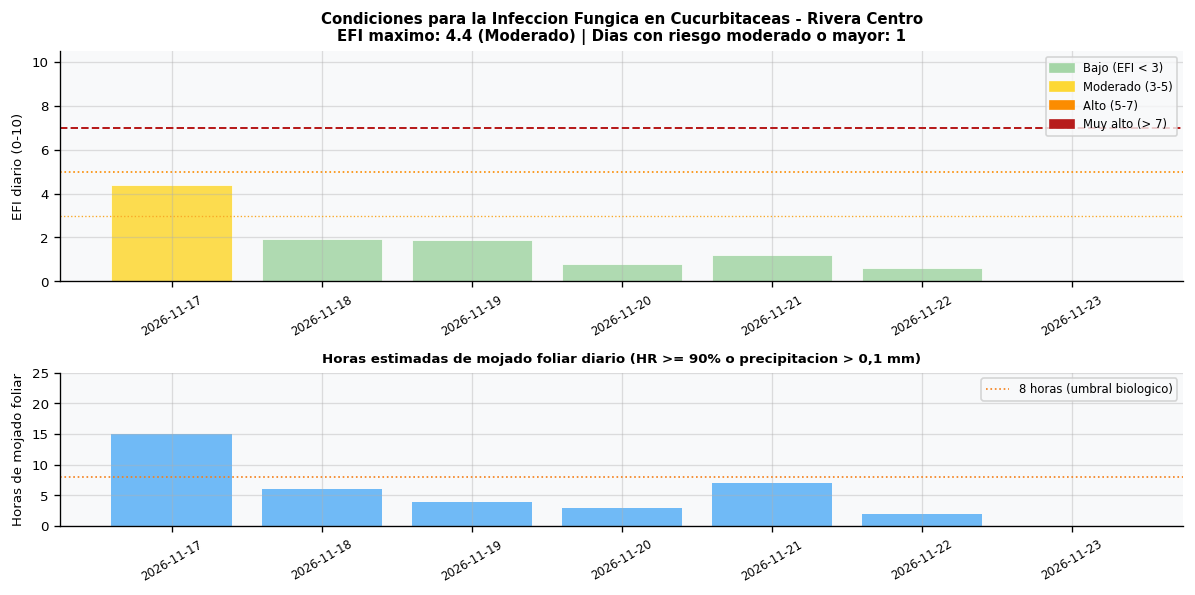 Condiciones para la Infeccion Fungica en Cucurbitaceas - Rivera Centro
EFI maximo: 4.4 (Moderado) | Dias con riesgo moderado o mayor: 1
EFI diario (0-10)
10
8
6
4
2
0
Bajo (EFI < 3)
Moderado (3-5)
Alto (5-7)
Muy alto (> 7)
2026-11-17
2026-11-18
2026-11-19
2026-11-20
2026-11-21
2026-11-22
2026-11-23
Horas estimadas de mojado foliar diario (HR >= 90% o precipitacion > 0,1 mm)
Horas de mojado foliar
25
20
15
10
5
0
8 horas (umbral biologico)
2026-11-17
2026-11-18
2026-11-19
2026-11-20
2026-11-21
2026-11-22
2026-11-23